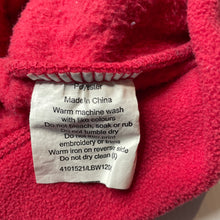 Polyester
Made in China
Warm machine wash
with like colours
Do not bleach, soak or rub
Do not tumble dry
Do not iron print
embroidery or trims
Warm iron on reverse side
Do not dry clean
4101521/LBW120